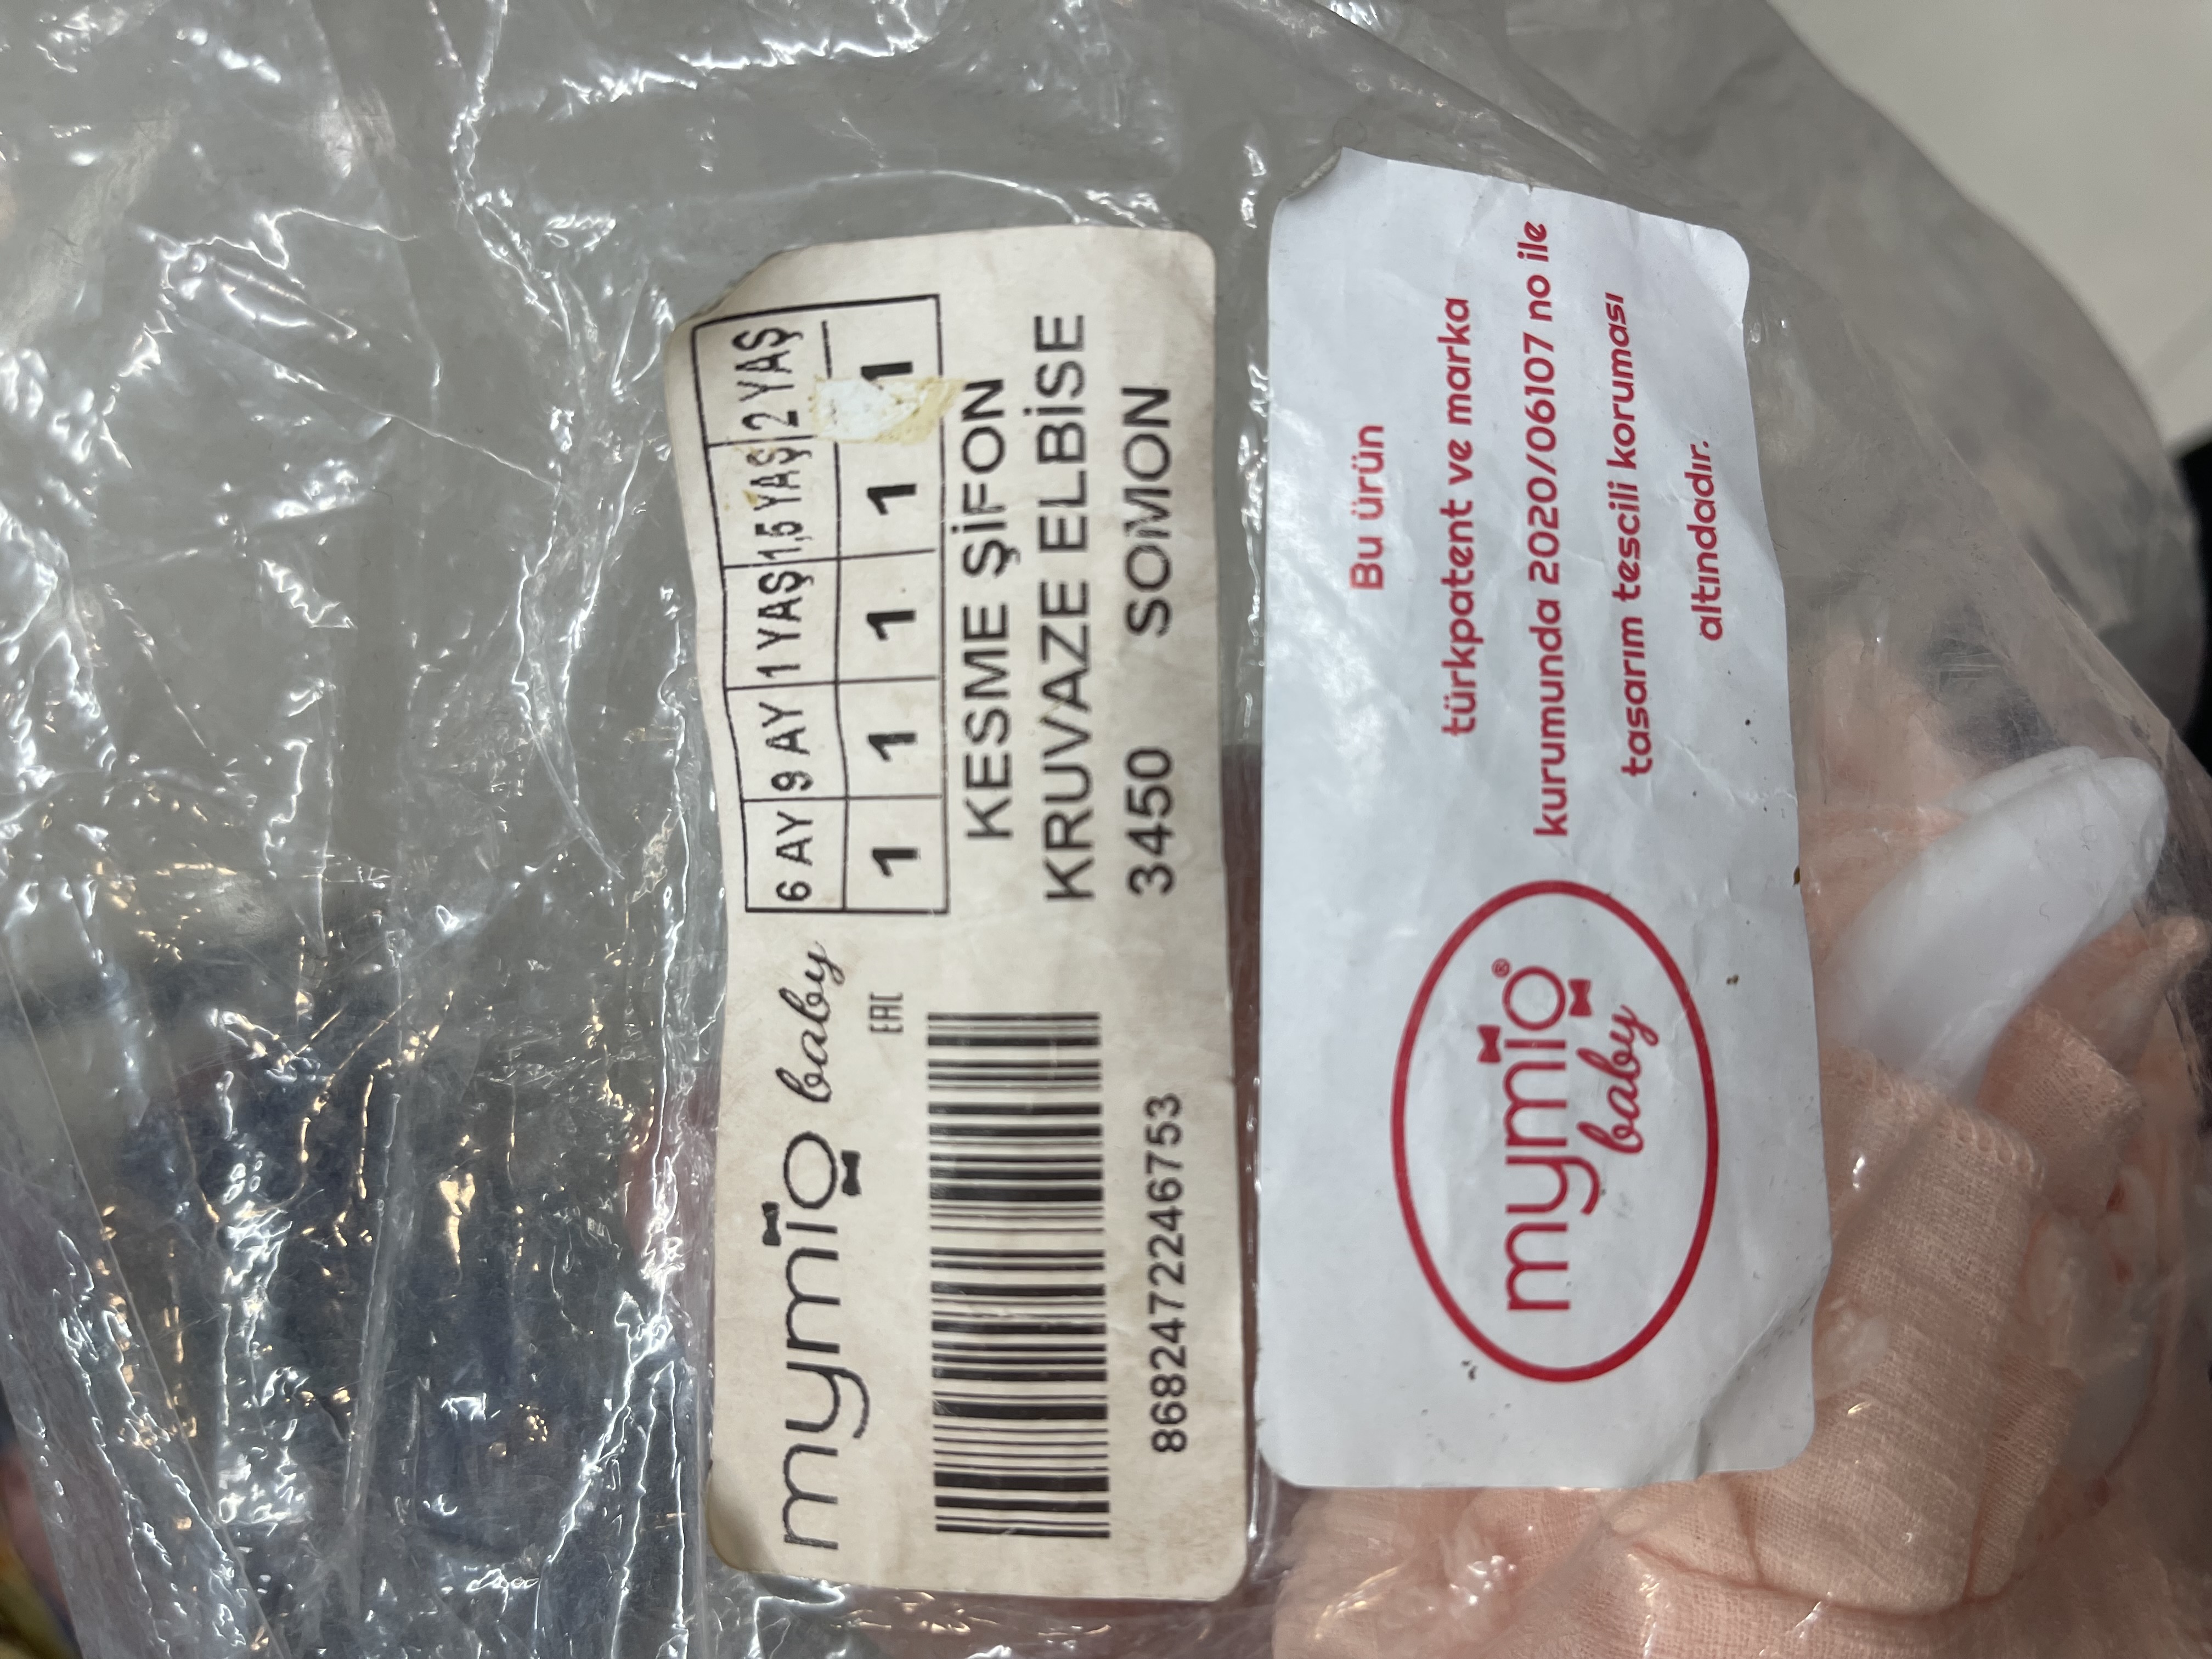 mymio baby
EAC
6 AY 9 AY 1 YAŞ 1,5 YAŞ 2 YAŞ
1 1 1 1 1
KESME ŞİFON
KRUVAZE ELBİSE
3450 SOMON
8682472246753
mymio®
baby
Bu ürün
türkpatent ve marka
kurumunda 2020/06107 no ile
tasarım tescili koruması
altındadır.